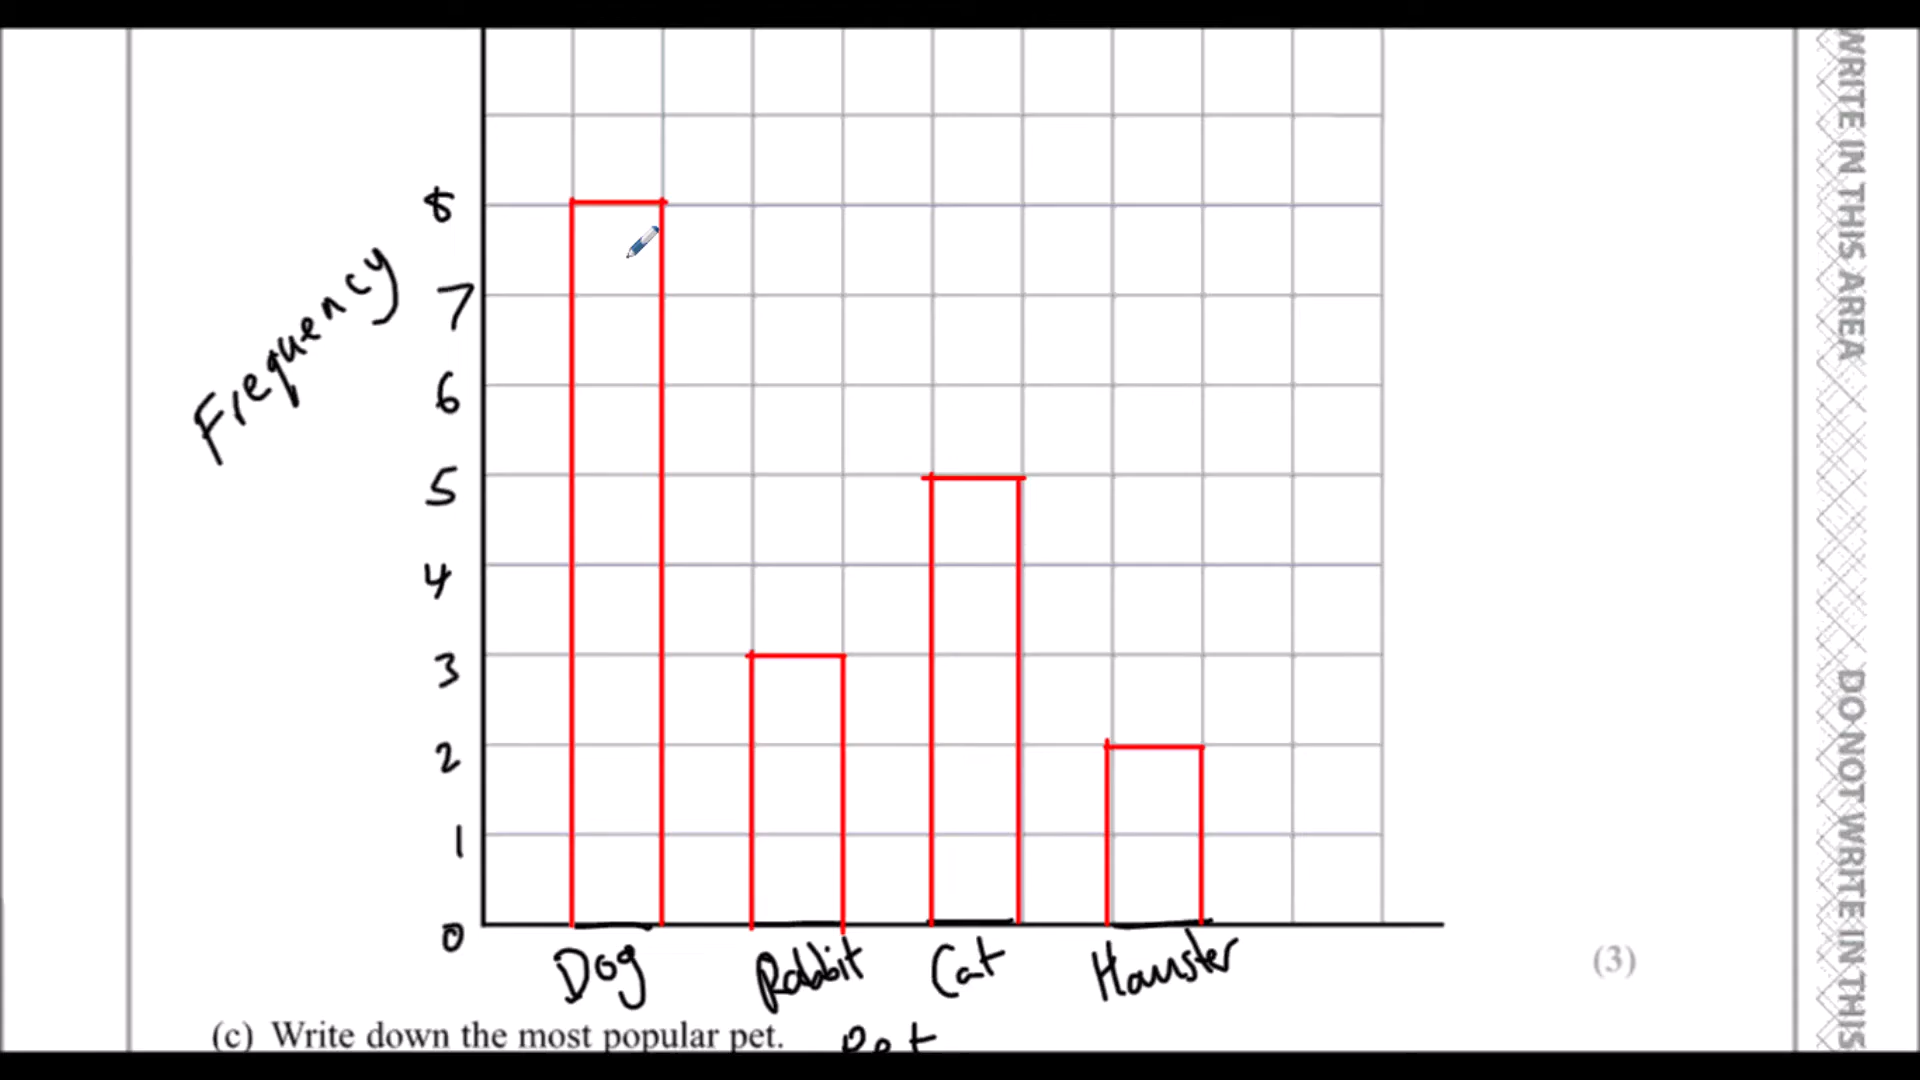 8
7
6
5
4
3
2
1
0
Frequency
Dog Rabbit Cat Hamster
Pet
(3)
(c) Write down the most popular pet.
WRITE IN THIS AREA
DO NOT WRITE IN THIS